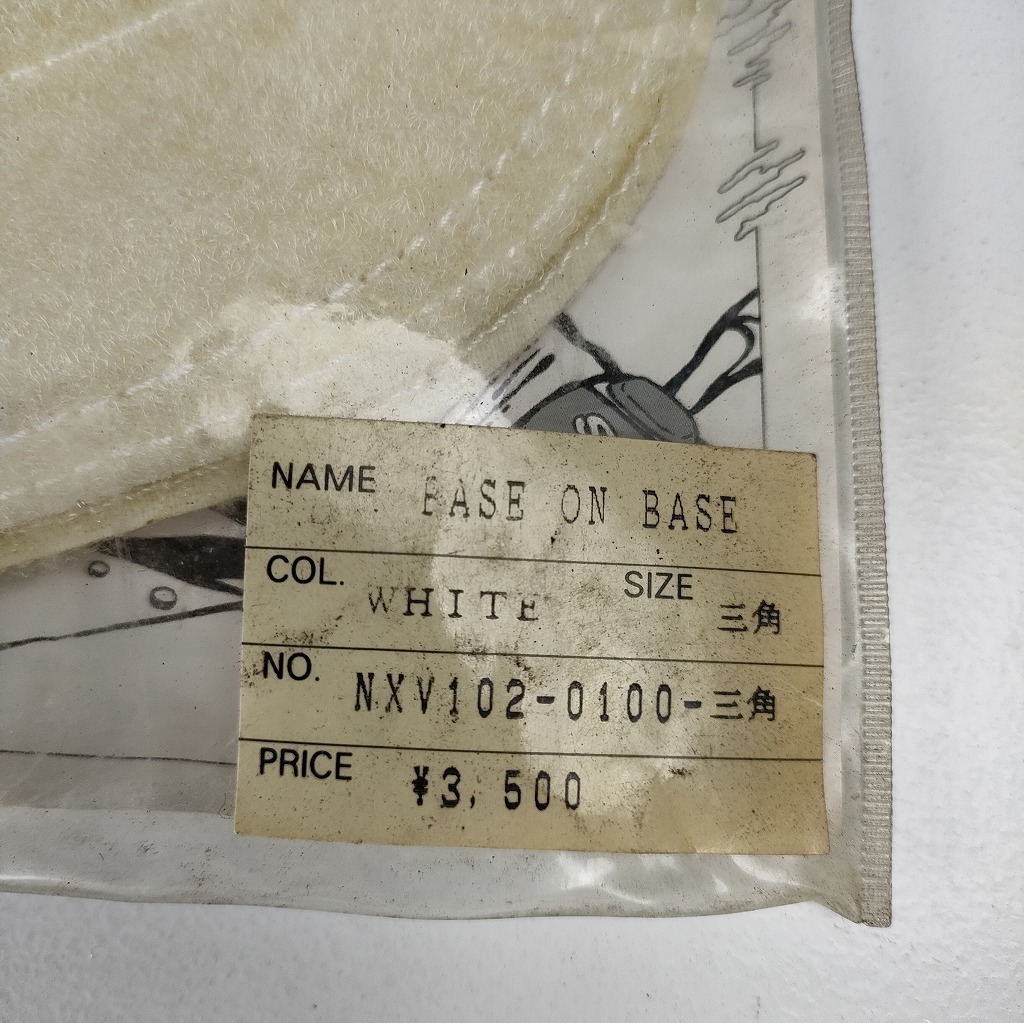 NAME BASE ON BASE
COL. WHITE SIZE 三角
NO. NXV102-0100-三角
PRICE ¥3,500